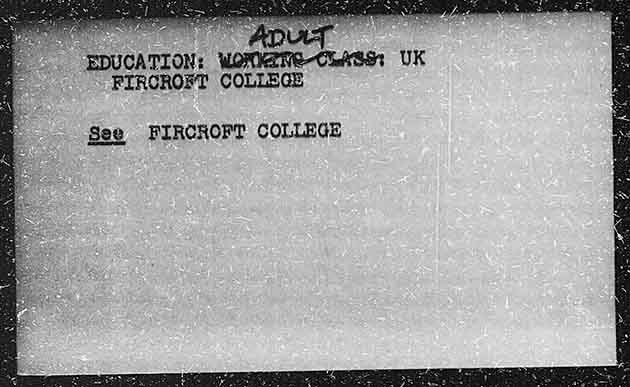 ADULT
EDUCATION: WORKING CLASS: UK
FIRCROFT COLLEGE
See FIRCROFT COLLEGE